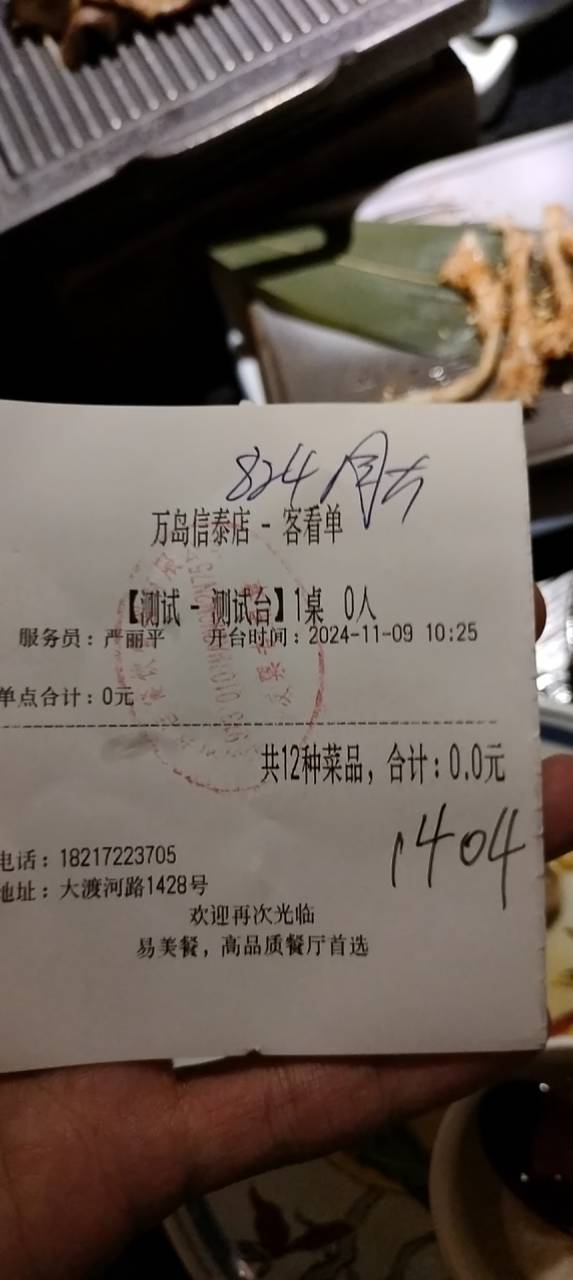 824
万岛信泰店 - 客看单
【测试 - 测试台】1桌 0人
服务员：严丽平 开台时间：2024-11-09 10:25
单点合计：0元
共12种菜品，合计：0.0元
1404
电话：18217223705
地址：大渡河路1428号
欢迎再次光临
易美餐，高品质餐厅首选